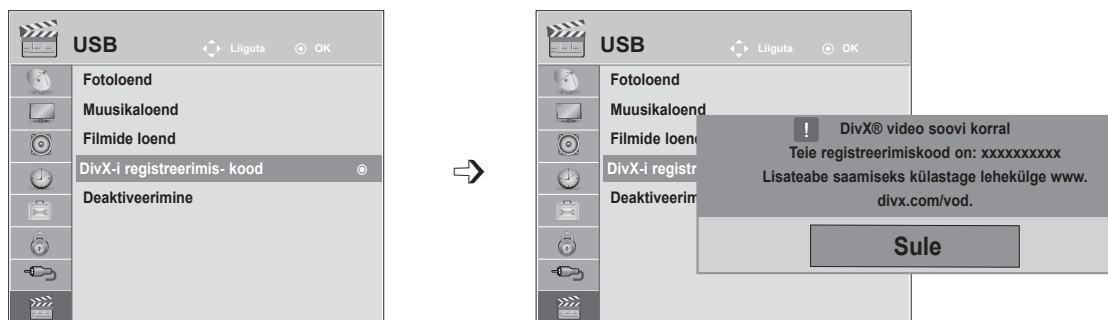 USB
Liiguta
OK
Fotoloend
Muusikaloend
Filmide loend
DivX-i registreerimis- kood
Deaktiveerimine
USB
Liiguta
OK
Fotoloend
Muusikaloend
Filmide loen
DivX-i registr
Deaktiveerim
! DivX® video soovi korral
Teie registreerimiskood on: xxxxxxxxxx
Lisateabe saamiseks külastage lehekülge www.
divx.com/vod.
Sule